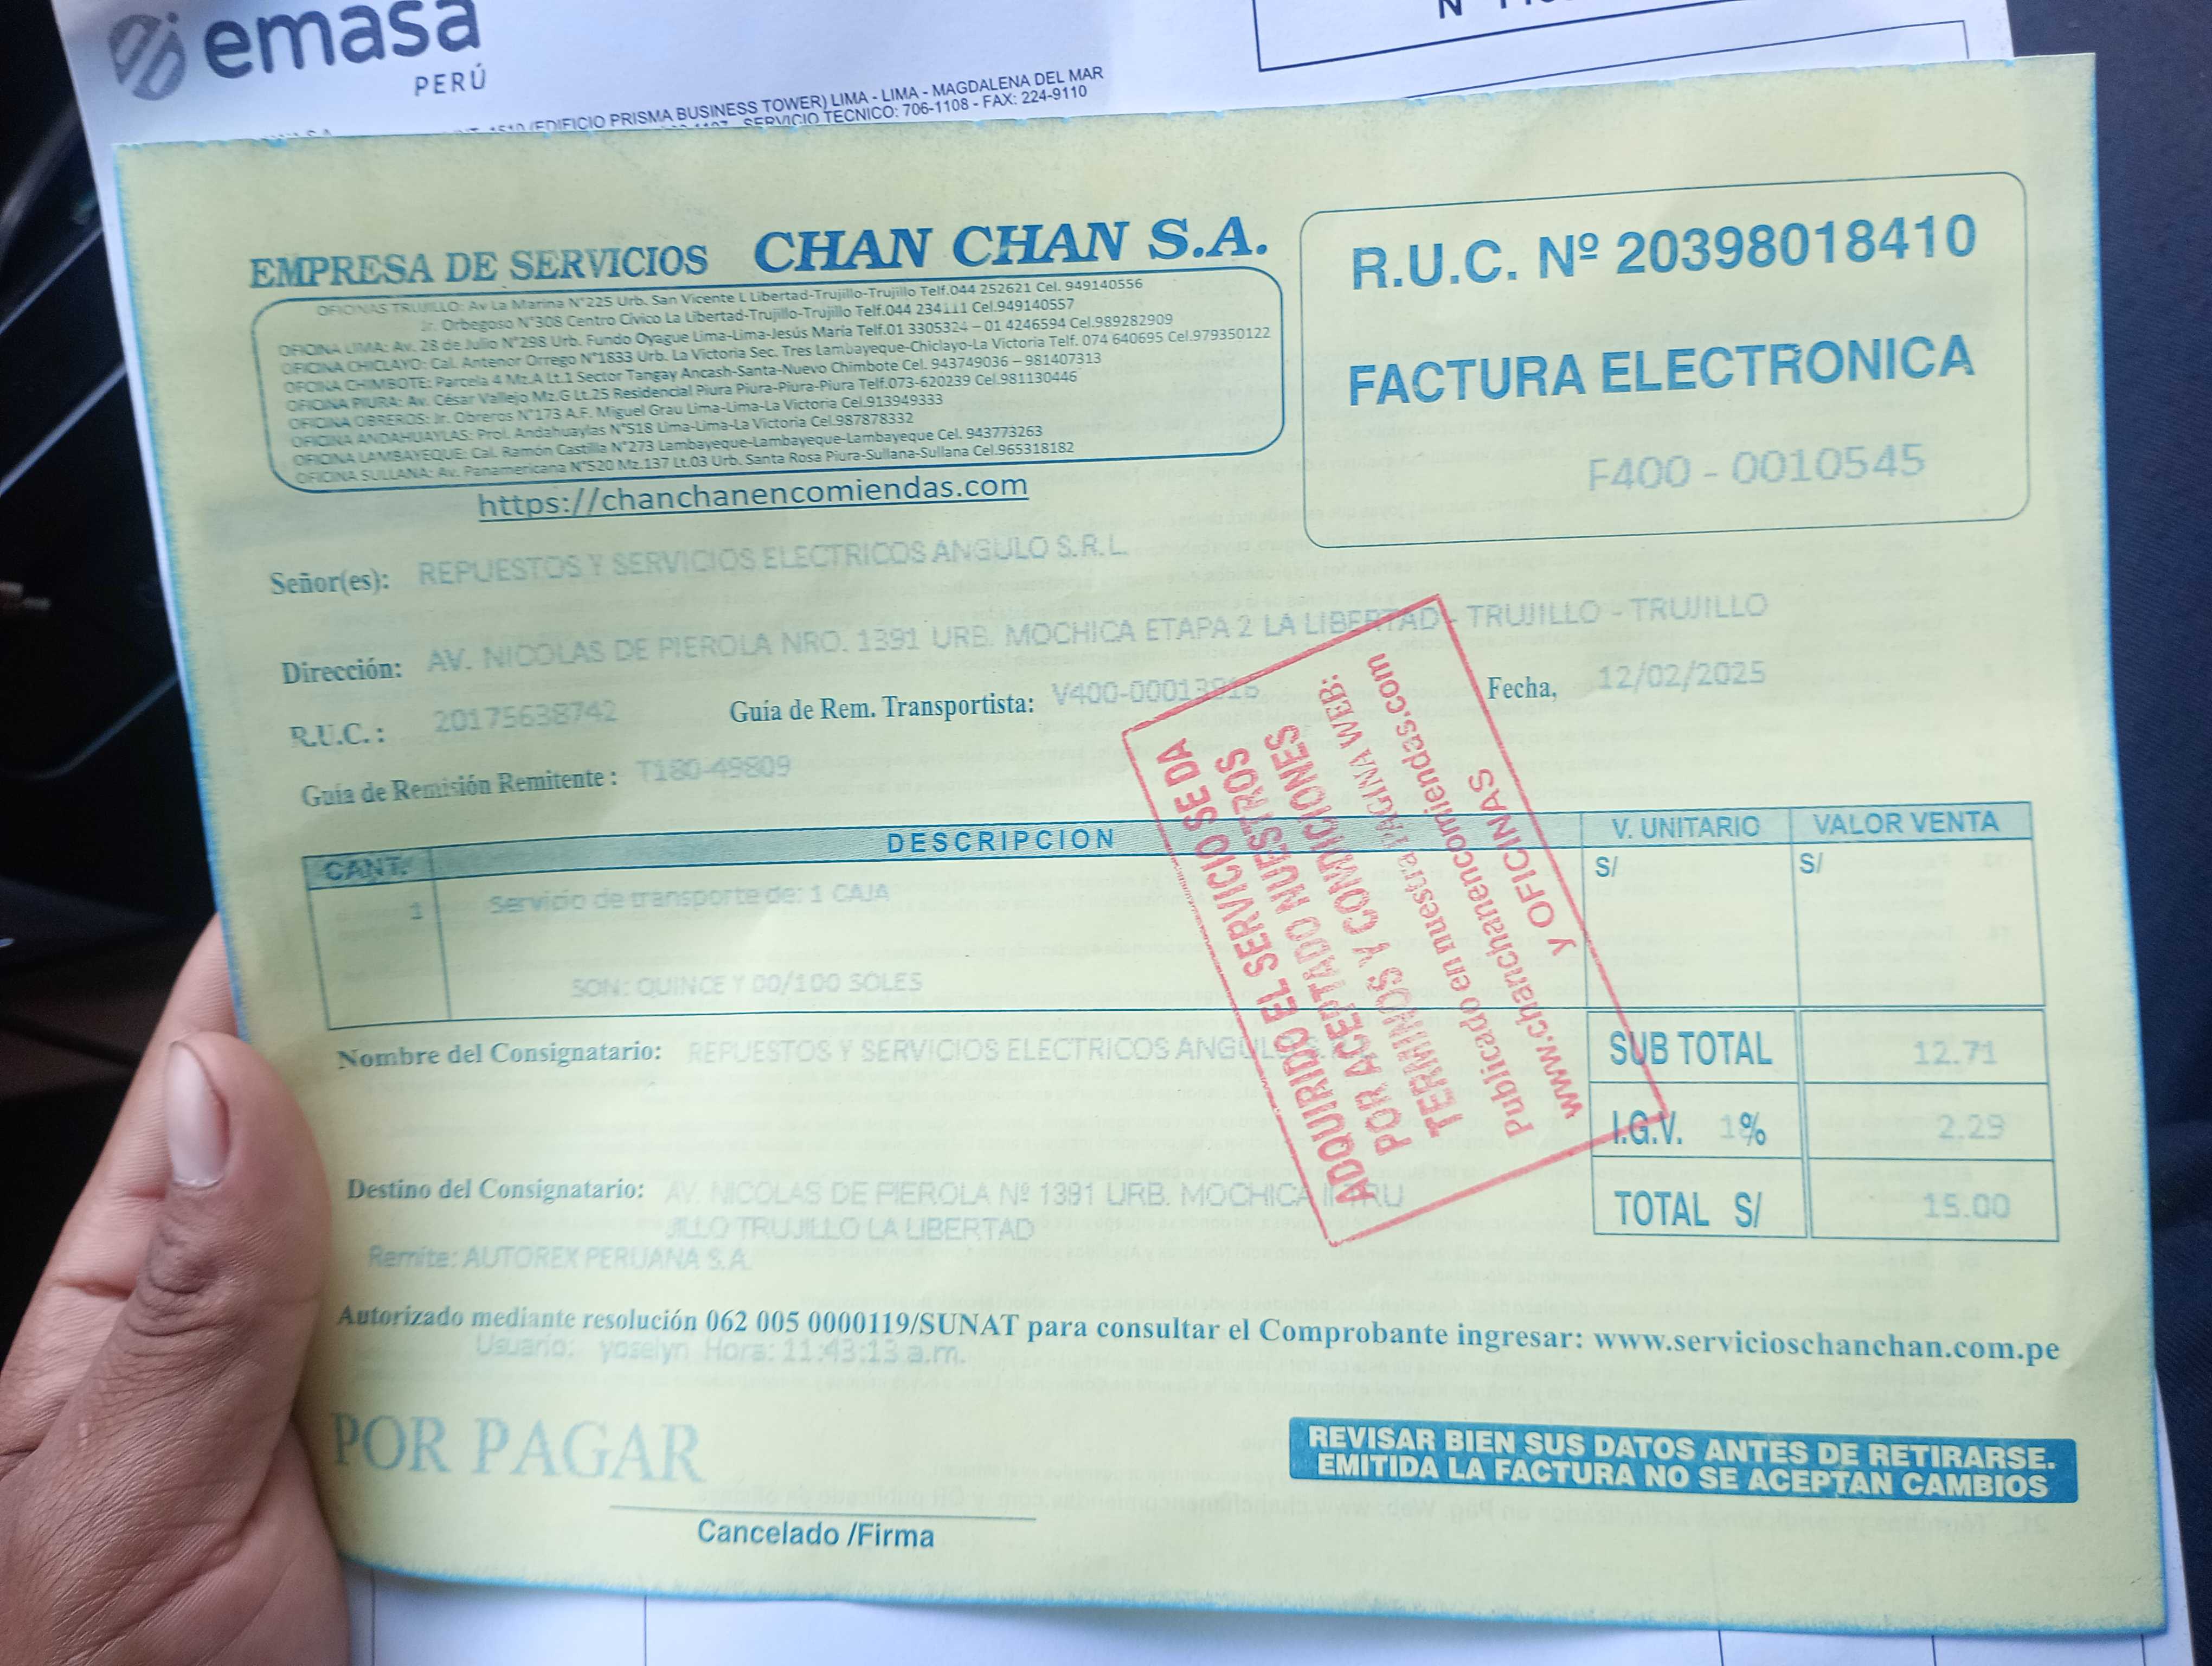 emasa
PERÚ
(EDIFICIO PRISMA BUSINESS TOWER) LIMA - LIMA - MAGDALENA DEL MAR
SERVICIO TECNICO: 706-1108 - FAX: 224-9110
EMPRESA DE SERVICIOS CHAN CHAN S.A.
OFICINAS TRUJILLO: Av La Marina N°225 Urb. San Vicente L Libertad-Trujillo-Trujillo Telf.044 252621 Cel. 949140556
Jr. Orbegoso N°308 Centro Cívico La Libertad-Trujillo-Trujillo Telf.044 234111 Cel.949140557
OFICINA LIMA: Av. 28 de Julio N°298 Urb. Fundo Oyague Lima-Lima-Jesús María Telf.01 3305324 – 01 4246594 Cel.989282909
OFICINA CHICLAYO: Cal. Antenor Orrego N°1833 Urb. La Victoria Sec. Tres Lambayeque-Chiclayo-La Victoria Telf. 074 640695 Cel.979350122
OFICINA CHIMBOTE: Parcela 4 Mz.A Lt.1 Sector Tangay Ancash-Santa-Nuevo Chimbote Cel. 943749036 – 981407313
OFICINA PIURA: Av. César Vallejo Mz.G Lt.25 Residencial Piura Piura-Piura-Piura Telf.073-620239 Cel.981130446
OFICINA OBREROS: Jr. Obreros N°173 A.F. Miguel Grau Lima-Lima-La Victoria Cel.913949333
OFICINA ANDAHUAYLAS: Prol. Andahuaylas N°518 Lima-Lima-La Victoria Cel.987878332
OFICINA LAMBAYEQUE: Cal. Ramón Castilla N°273 Lambayeque-Lambayeque-Lambayeque Cel. 943773263
OFICINA SULLANA: Av. Panamericana N°520 Mz.137 Lt.03 Urb. Santa Rosa Piura-Sullana-Sullana Cel.965318182
https://chanchanencomiendas.com
R.U.C. Nº 20398018410
FACTURA ELECTRONICA
F400 - 0010545
Señor(es): REPUESTOS Y SERVICIOS ELECTRICOS ANGULO S.R.L.
Dirección: AV. NICOLAS DE PIEROLA NRO. 1391 URB. MOCHICA ETAPA 2 LA LIBERTAD - TRUJILLO - TRUJILLO
R.U.C.: 20175638742 Guía de Rem. Transportista: Fecha, 12/02/2025
Guía de Remisión Remitente : T180-49809
CANT. DESCRIPCION V. UNITARIO VALOR VENTA
S/ S/
1 Servicio de transporte de: 1 CAJA
SON: QUINCE Y 00/100 SOLES
ADQUIRIDO EL SERVICIO SE DA
POR ACEPTADO NUESTROS
TERMINOS Y CONDICIONES
Publicado en nuestra PAGINA WEB:
www.chanchanencomiendas.com
Y OFICINAS
Nombre del Consignatario: REPUESTOS Y SERVICIOS ELECTRICOS ANGULO
SUB TOTAL 12.71
I.G.V. % 2.29
TOTAL S/ 15.00
Destino del Consignatario: AV. NICOLAS DE PIEROLA Nº 1391 URB. MOCHICA II TRU
JILLO TRUJILLO LA LIBERTAD
Remite: AUTOREX PERUANA S.A.
Autorizado mediante resolución 062 005 0000119/SUNAT para consultar el Comprobante ingresar: www.servicioschanchan.com.pe
Usuario: yoselyn Hora: 11:43:13 a.m.
POR PAGAR
Cancelado /Firma
REVISAR BIEN SUS DATOS ANTES DE RETIRARSE.
EMITIDA LA FACTURA NO SE ACEPTAN CAMBIOS